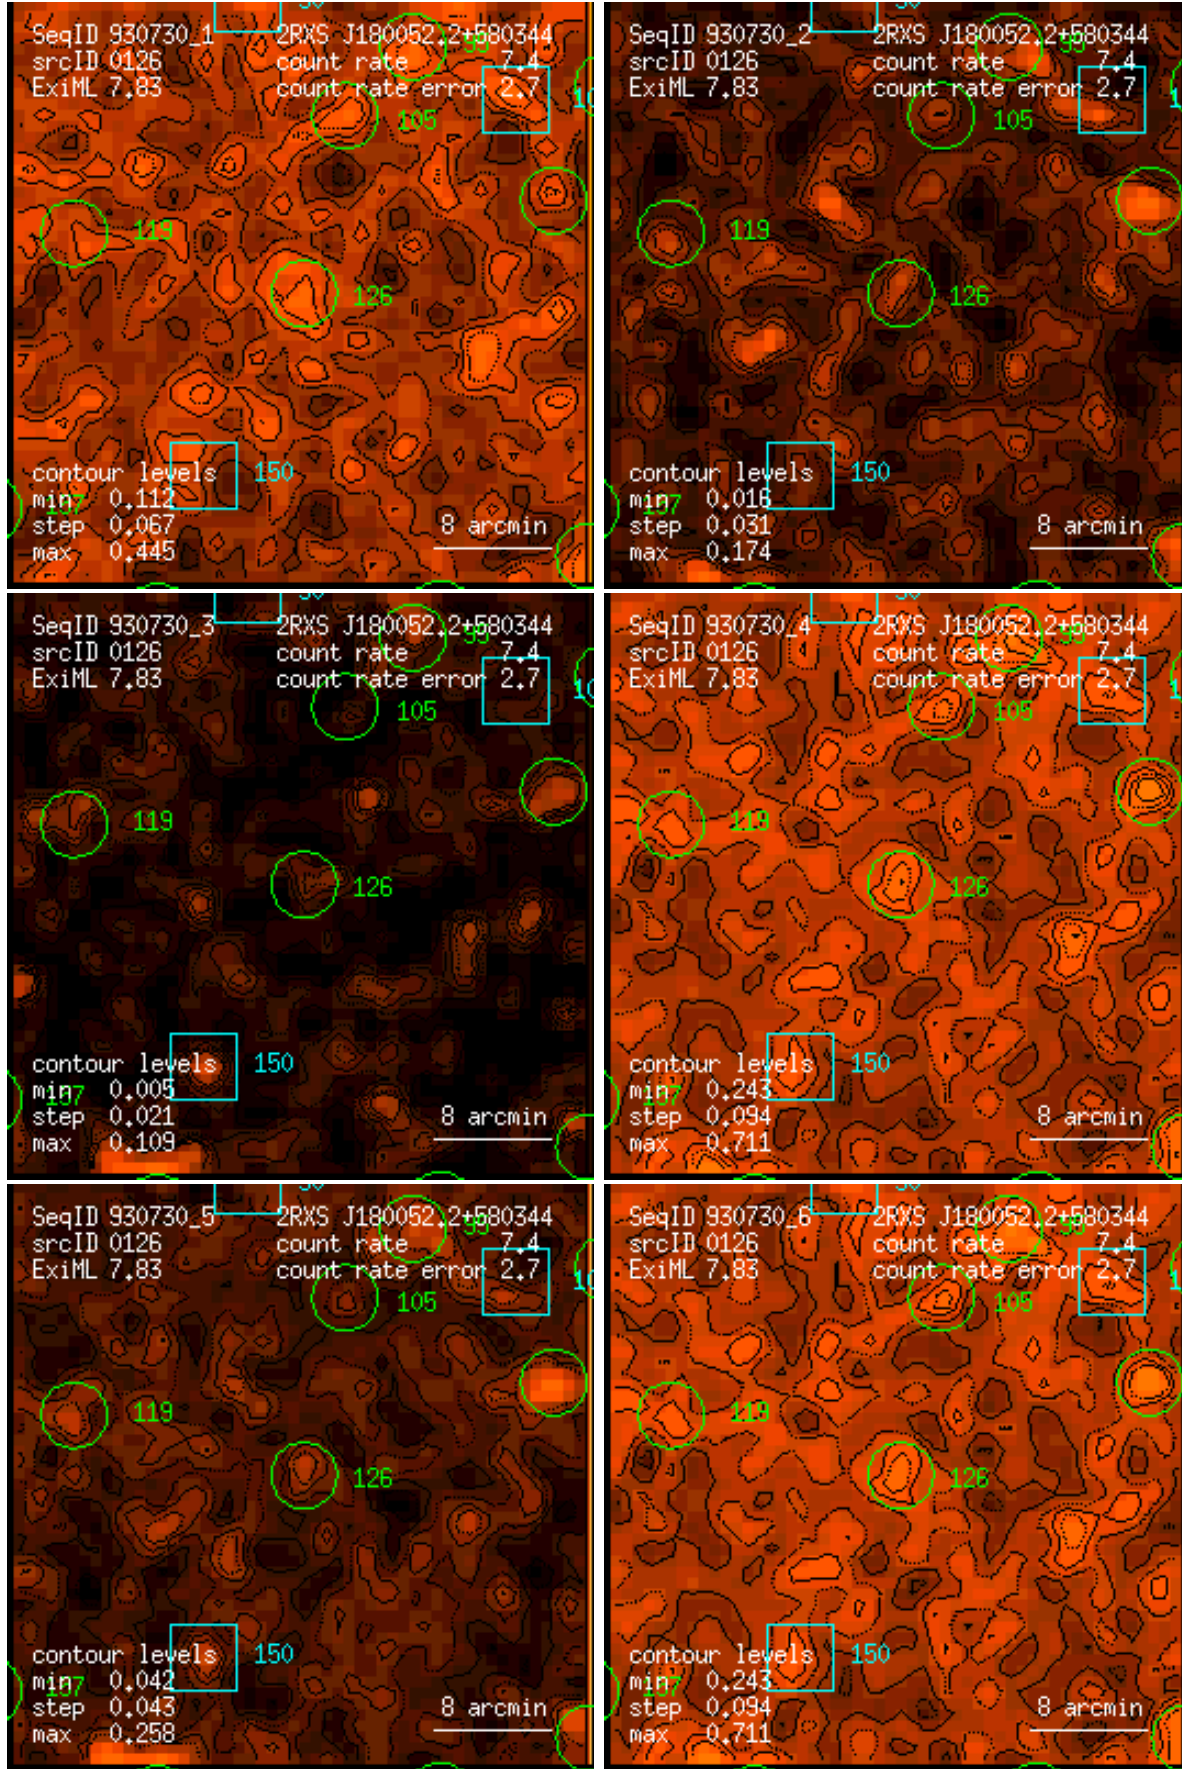 SeqID 930730_1 2RXS J180052.2+580344
srcID 0126 count rate 7.4
ExiML 7.83 count rate error 2.7
99
105
119
126
150
contour levels
min 0.112
step 0.067 8 arcmin
max 0.445
SeqID 930730_2 2RXS J180052.2+580344
srcID 0126 count rate 7.4
ExiML 7.83 count rate error 2.7
99
105
119
126
150
contour levels
min 0.016
step 0.031 8 arcmin
max 0.174
SeqID 930730_3 2RXS J180052.2+580344
srcID 0126 count rate 7.4
ExiML 7.83 count rate error 2.7
99
105
119
126
150
contour levels
min 0.005
step 0.021 8 arcmin
max 0.109
SeqID 930730_4 2RXS J180052.2+580344
srcID 0126 count rate 7.4
ExiML 7.83 count rate error 2.7
99
105
119
126
150
contour levels
min 0.243
step 0.094 8 arcmin
max 0.711
SeqID 930730_5 2RXS J180052.2+580344
srcID 0126 count rate 7.4
ExiML 7.83 count rate error 2.7
99
105
119
126
150
contour levels
min 0.042
step 0.043 8 arcmin
max 0.258
SeqID 930730_6 2RXS J180052.2+580344
srcID 0126 count rate 7.4
ExiML 7.83 count rate error 2.7
99
105
119
126
150
contour levels
min 0.243
step 0.094 8 arcmin
max 0.711